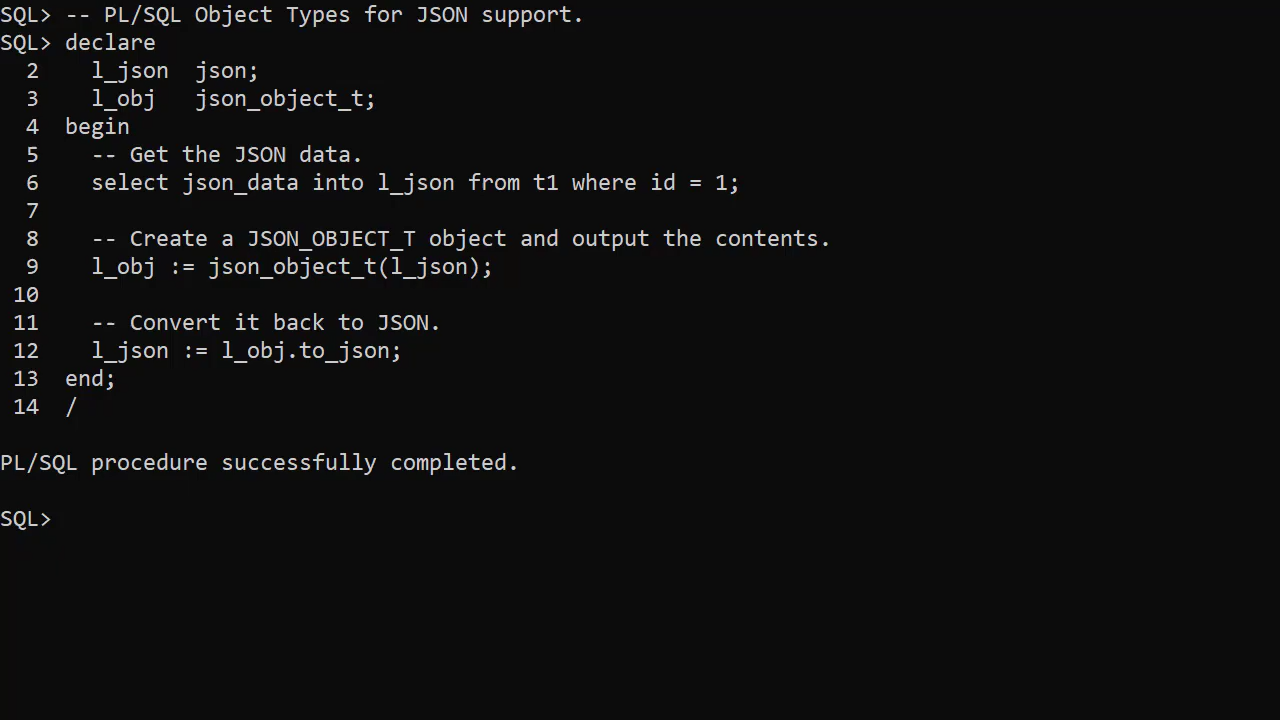 SQL> -- PL/SQL Object Types for JSON support.
SQL> declare
  2    l_json  json;
  3    l_obj   json_object_t;
  4  begin
  5    -- Get the JSON data.
  6    select json_data into l_json from t1 where id = 1;
  7
  8    -- Create a JSON_OBJECT_T object and output the contents.
  9    l_obj := json_object_t(l_json);
 10
 11    -- Convert it back to JSON.
 12    l_json := l_obj.to_json;
 13  end;
 14  /
PL/SQL procedure successfully completed.
SQL>